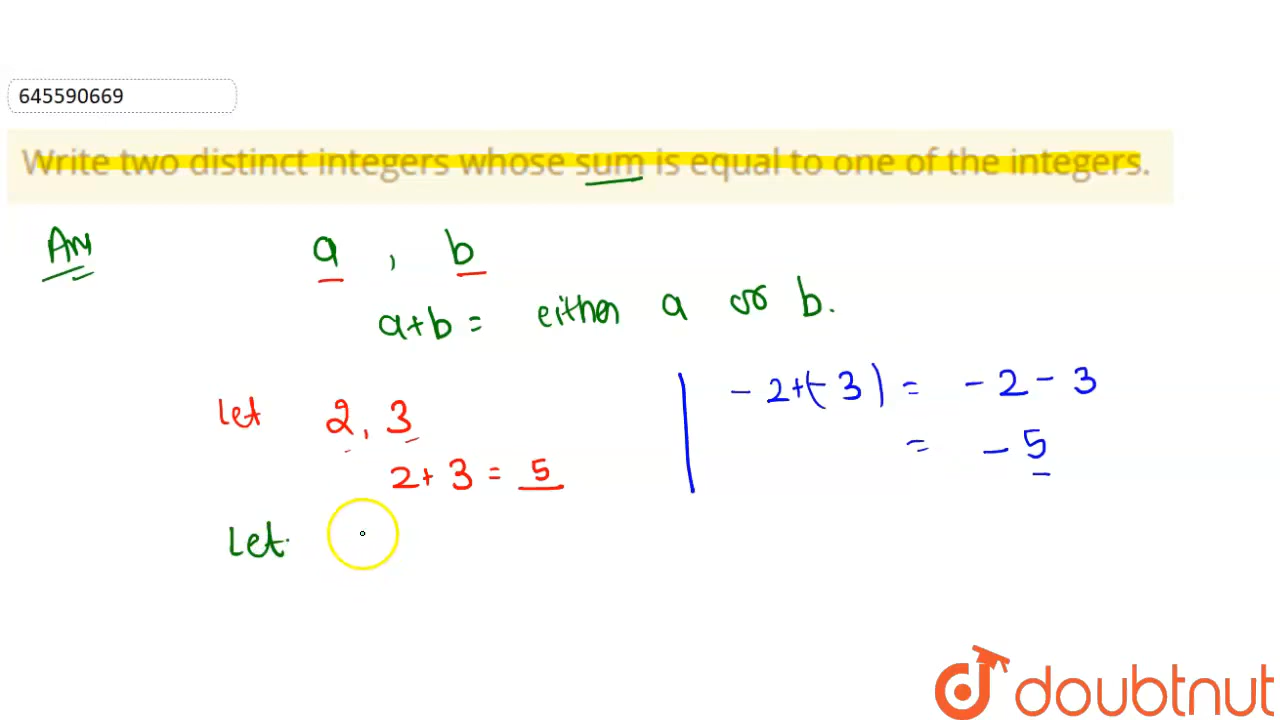 645590669
Write two distinct integers whose sum is equal to one of the integers.
Ans
a , b
a+b = either a or b.
let 2, 3
2+ 3 = 5
- 2+(- 3) = - 2 - 3
= - 5
Let.
doubtnut